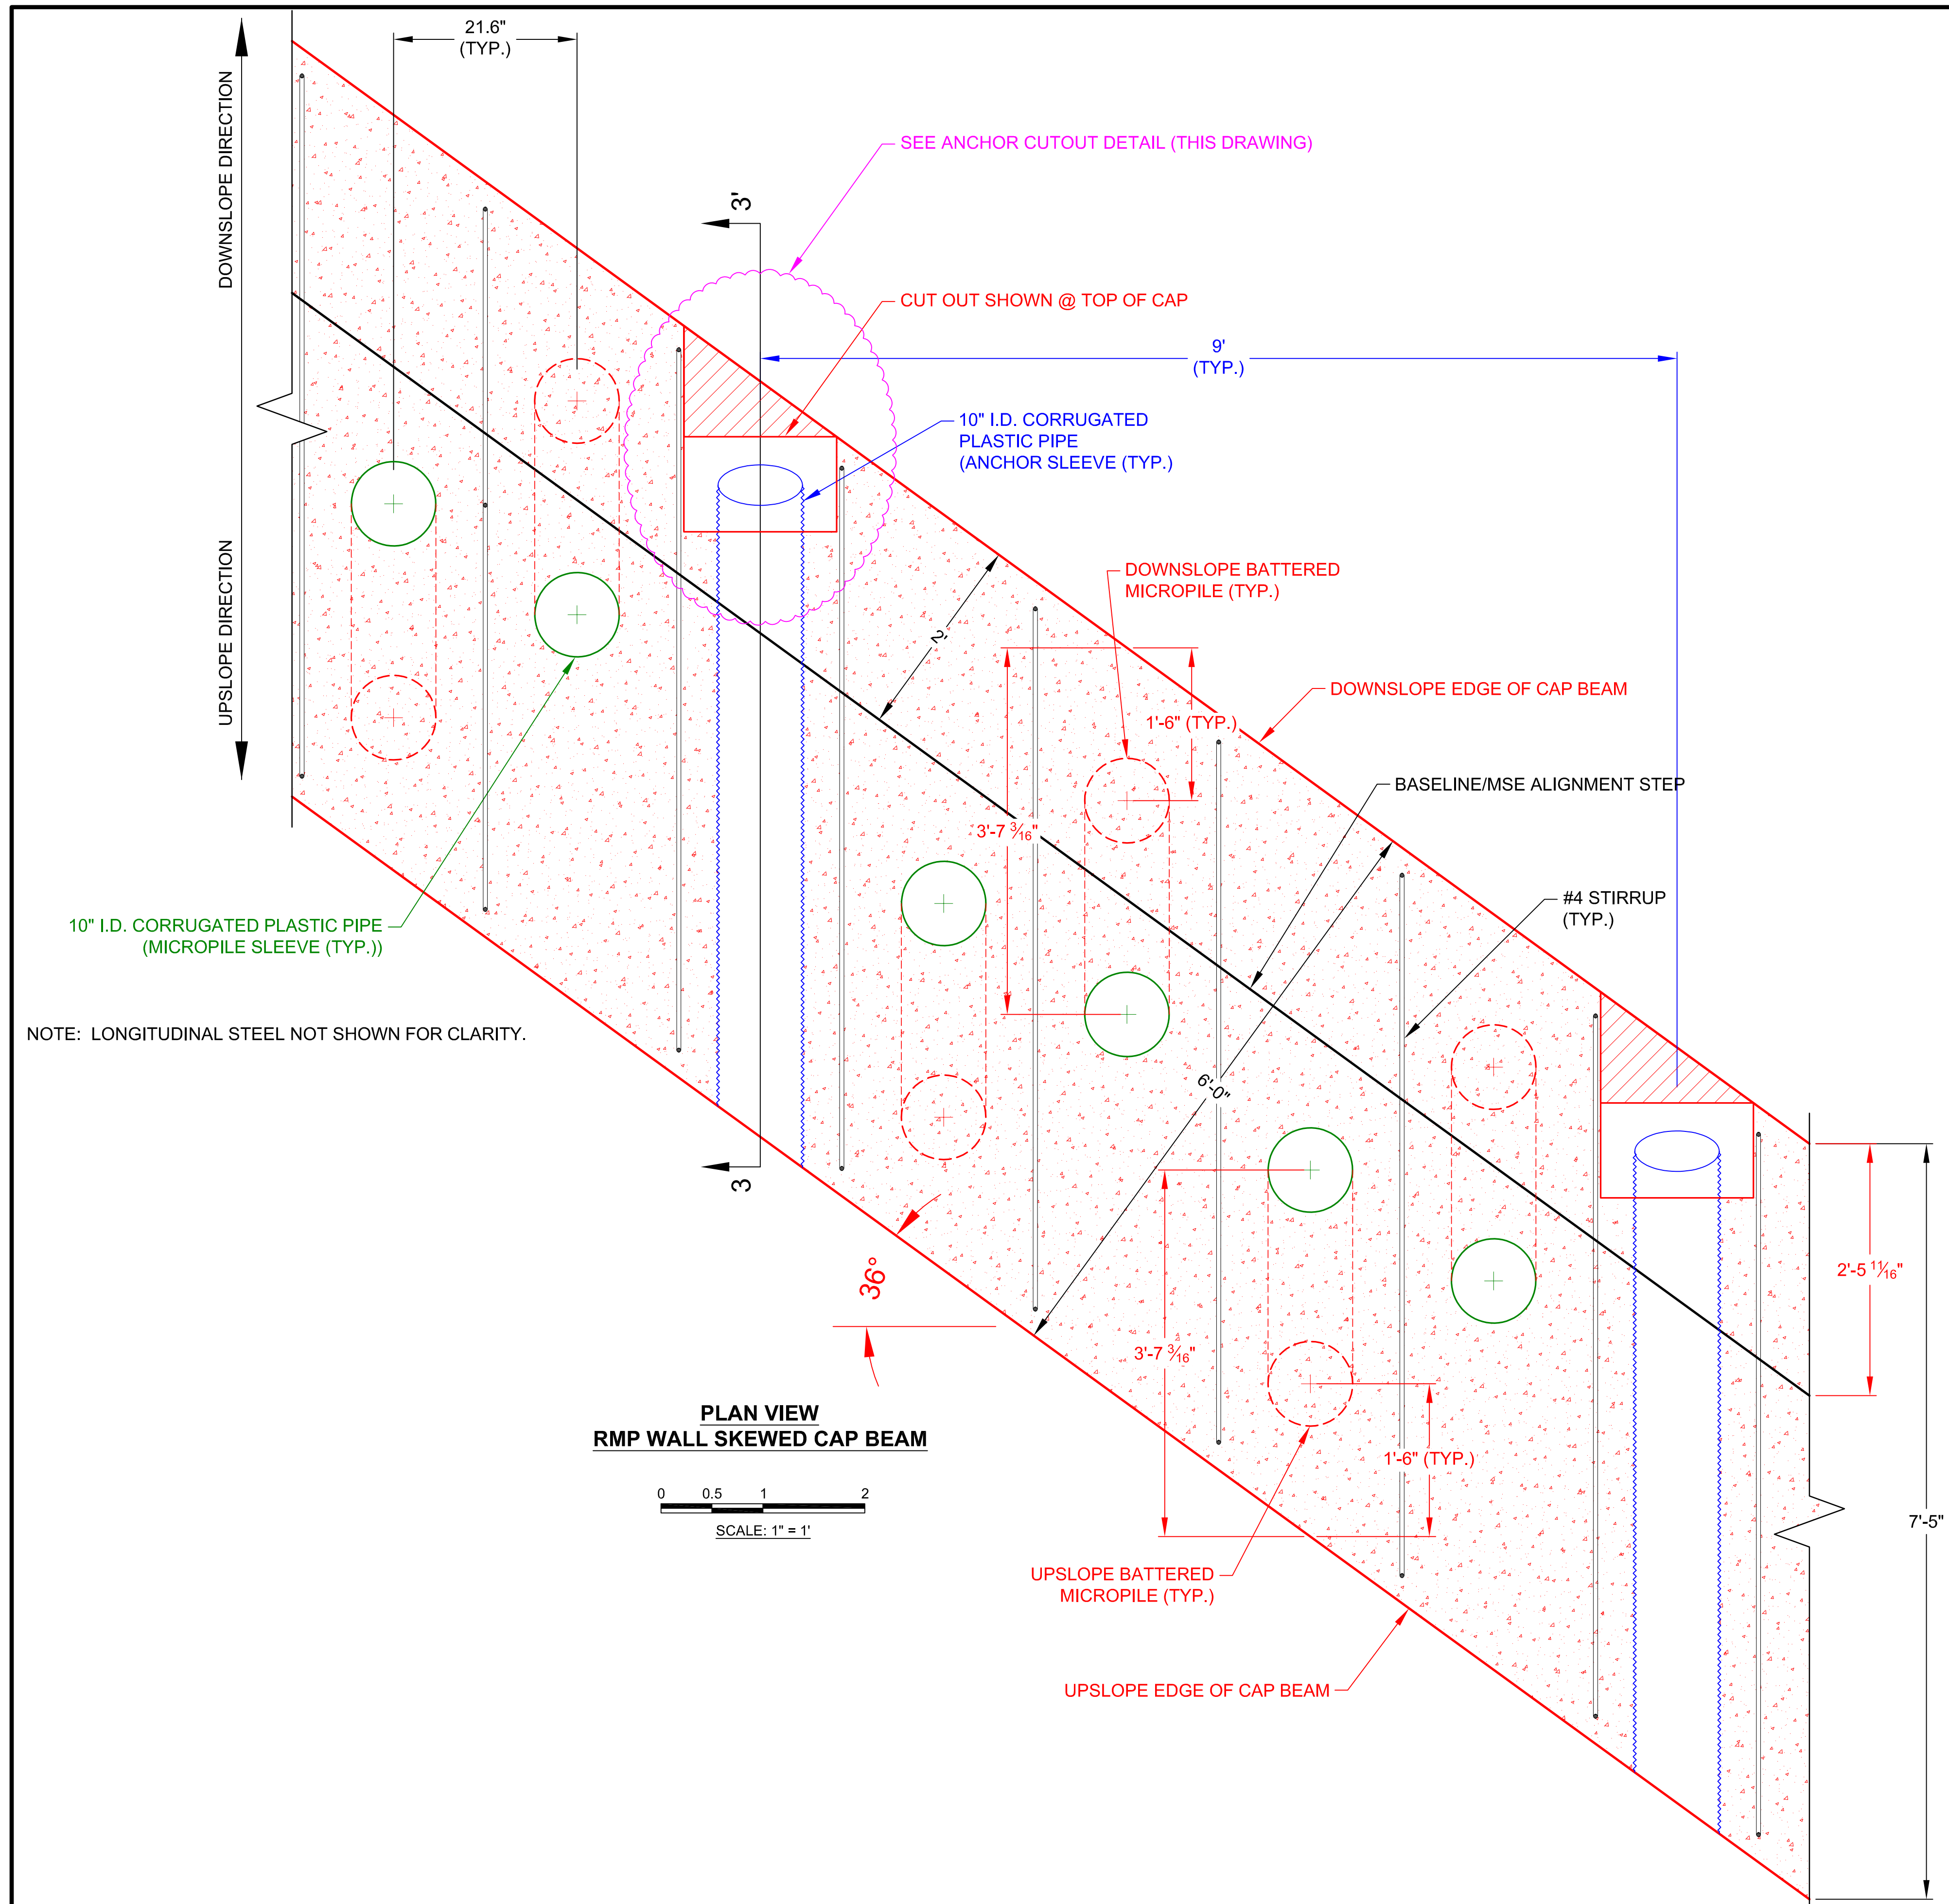 21.6"
(TYP.)
DOWNSLOPE DIRECTION
UPSLOPE DIRECTION
SEE ANCHOR CUTOUT DETAIL (THIS DRAWING)
3'
CUT OUT SHOWN @ TOP OF CAP
9'
(TYP.)
10" I.D. CORRUGATED
PLASTIC PIPE
(ANCHOR SLEEVE (TYP.)
DOWNSLOPE BATTERED
MICROPILE (TYP.)
2'
DOWNSLOPE EDGE OF CAP BEAM
1'-6" (TYP.)
BASELINE/MSE ALIGNMENT STEP
3'-7 3/16"
#4 STIRRUP
(TYP.)
10" I.D. CORRUGATED PLASTIC PIPE
(MICROPILE SLEEVE (TYP.))
NOTE: LONGITUDINAL STEEL NOT SHOWN FOR CLARITY.
6'-0"
3
36°
2'-5 11/16"
3'-7 3/16"
PLAN VIEW
RMP WALL SKEWED CAP BEAM
1'-6" (TYP.)
0 0.5 1 2
SCALE: 1" = 1'
7'-5"
UPSLOPE BATTERED
MICROPILE (TYP.)
UPSLOPE EDGE OF CAP BEAM